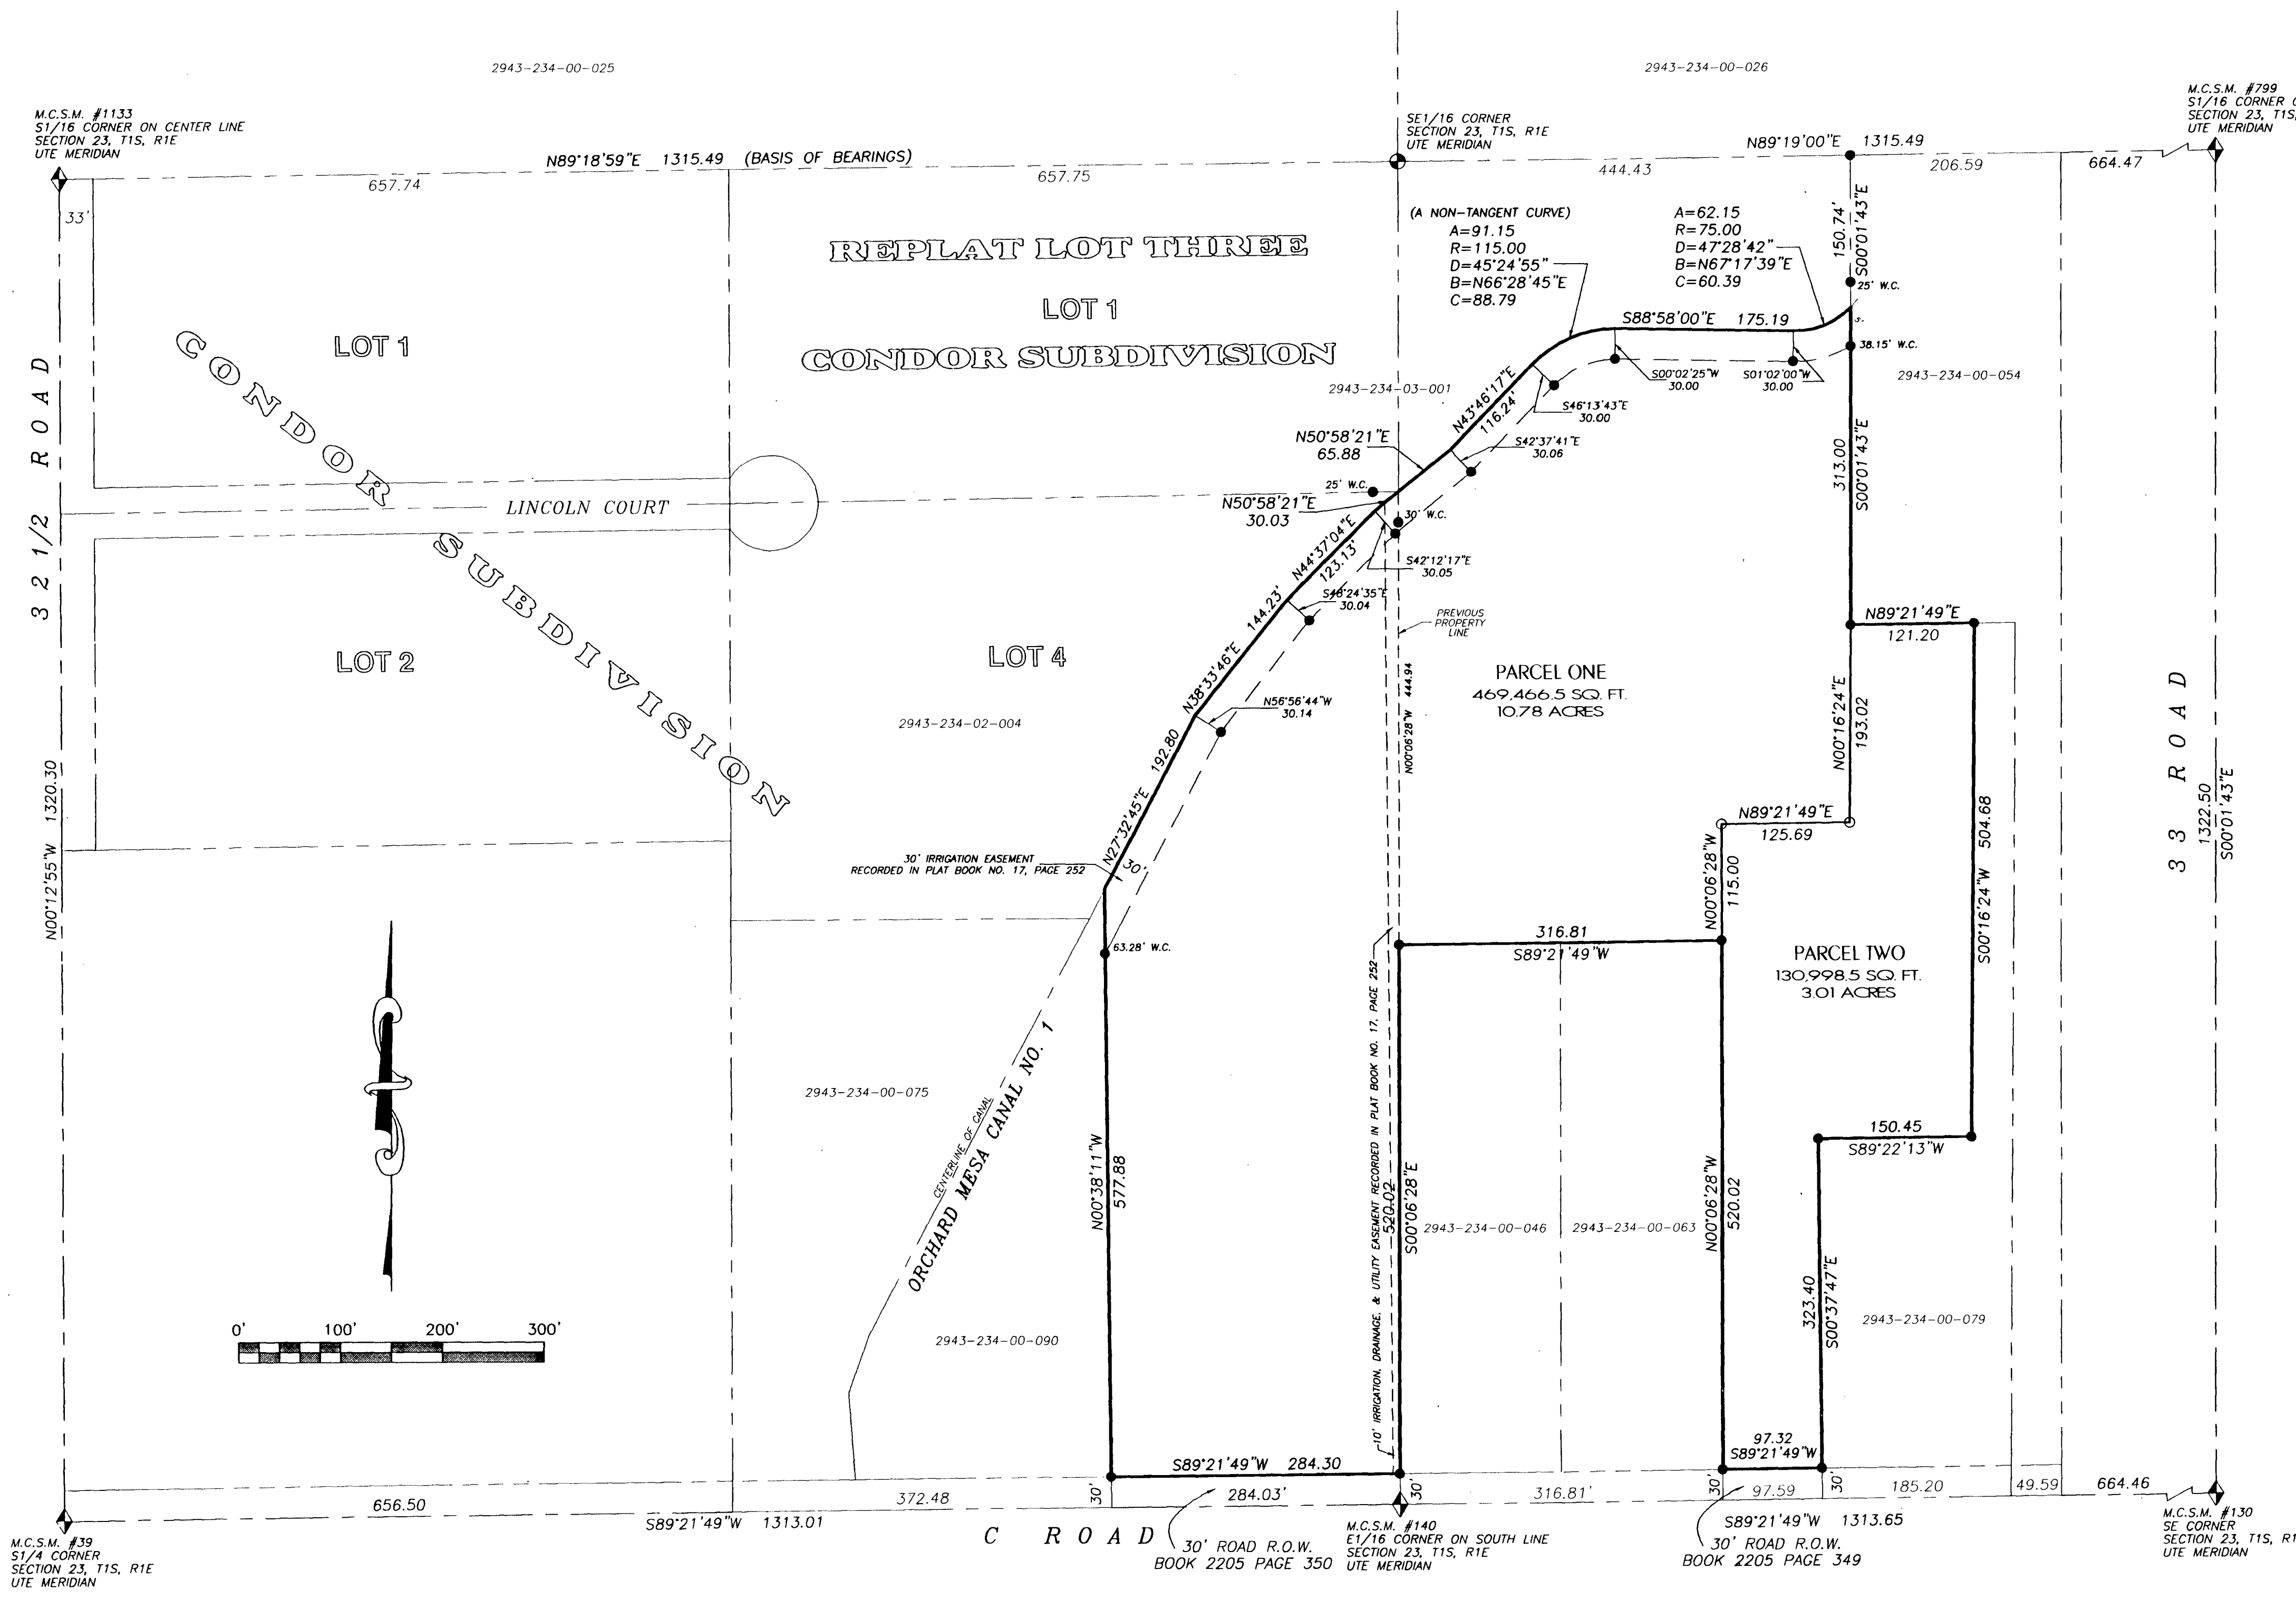 2943-234-00-025
2943-234-00-026
M.C.S.M. #1133
S1/16 CORNER ON CENTER LINE
SECTION 23, T1S, R1E
UTE MERIDIAN
SE1/16 CORNER
SECTION 23, T1S, R1E
UTE MERIDIAN
M.C.S.M. #799
S1/16 CORNER
SECTION 23, T1S,
UTE MERIDIAN
N89°18'59"E 1315.49 (BASIS OF BEARINGS)
N89°19'00"E 1315.49
657.74
657.75
444.43
206.59
664.47
33'
REPLAT LOT THREE
LOT 1
CONDOR SUBDIVISION
(A NON-TANGENT CURVE)
A=91.15
R=115.00
D=45°24'55"
B=N66°28'45"E
C=88.79
A=62.15
R=75.00
D=47°28'42"
B=N67°17'39"E
C=60.39
150.74'
S00°01'43"E
25' W.C.
S88°58'00"E 175.19
38.15' W.C.
LOT 1
CONDOR SUBDIVISION
32 1/2 ROAD
2943-234-03-001
2943-234-00-054
S00°02'25"W
30.00
S01°02'00"W
30.00
N43°46'17"E
116.24'
S46°13'43"E
30.00
N50°58'21"E
65.88
S42°37'41"E
30.06
313.00
S00°01'43"E
25' W.C.
LINCOLN COURT
N50°58'21"E
30.03
30' W.C.
N44°37'04"E
123.13'
S42°12'17"E
30.05
S48°24'35"E
30.04
PREVIOUS
PROPERTY
LINE
N89°21'49"E
121.20
LOT 2
LOT 4
N38°33'46"E 144.23'
N00°06'28"W 444.94
PARCEL ONE
469,466.5 SQ. FT.
10.78 ACRES
N00°16'24"E
193.02
33 ROAD
2943-234-02-004
N56°56'44"W
30.14
N27°32'45"E 192.80
N00°12'55"W 1320.30
1322.50
S00°01'43"E
N89°21'49"E
125.69
S00°16'24"W 504.68
30' IRRIGATION EASEMENT
RECORDED IN PLAT BOOK NO. 17, PAGE 252
30'
N00°06'28"W
115.00
63.28' W.C.
316.81
S89°21'49"W
PARCEL TWO
130,998.5 SQ. FT.
3.01 ACRES
2943-234-00-075
CENTERLINE OF CANAL
ORCHARD MESA CANAL NO. 1
N00°38'11"W
577.88
10' IRRIGATION, DRAINAGE, & UTILITY EASEMENT RECORDED IN PLAT BOOK NO. 17, PAGE 252
520.02
S00°06'28"E
150.45
S89°22'13"W
2943-234-00-046
2943-234-00-063
N00°06'28"W
520.02
323.40
S00°37'47"E
2943-234-00-079
0' 100' 200' 300'
2943-234-00-090
S89°21'49"W 284.30
97.32
S89°21'49"W
656.50
372.48
30'
284.03'
30'
316.81'
30'
97.59
30'
185.20
49.59
664.46
S89°21'49"W 1313.01
S89°21'49"W 1313.65
C ROAD
M.C.S.M. #39
S1/4 CORNER
SECTION 23, T1S, R1E
UTE MERIDIAN
30' ROAD R.O.W.
BOOK 2205 PAGE 350
M.C.S.M. #140
E1/16 CORNER ON SOUTH LINE
SECTION 23, T1S, R1E
UTE MERIDIAN
30' ROAD R.O.W.
BOOK 2205 PAGE 349
M.C.S.M. #130
SE CORNER
SECTION 23, T1S,
UTE MERIDIAN